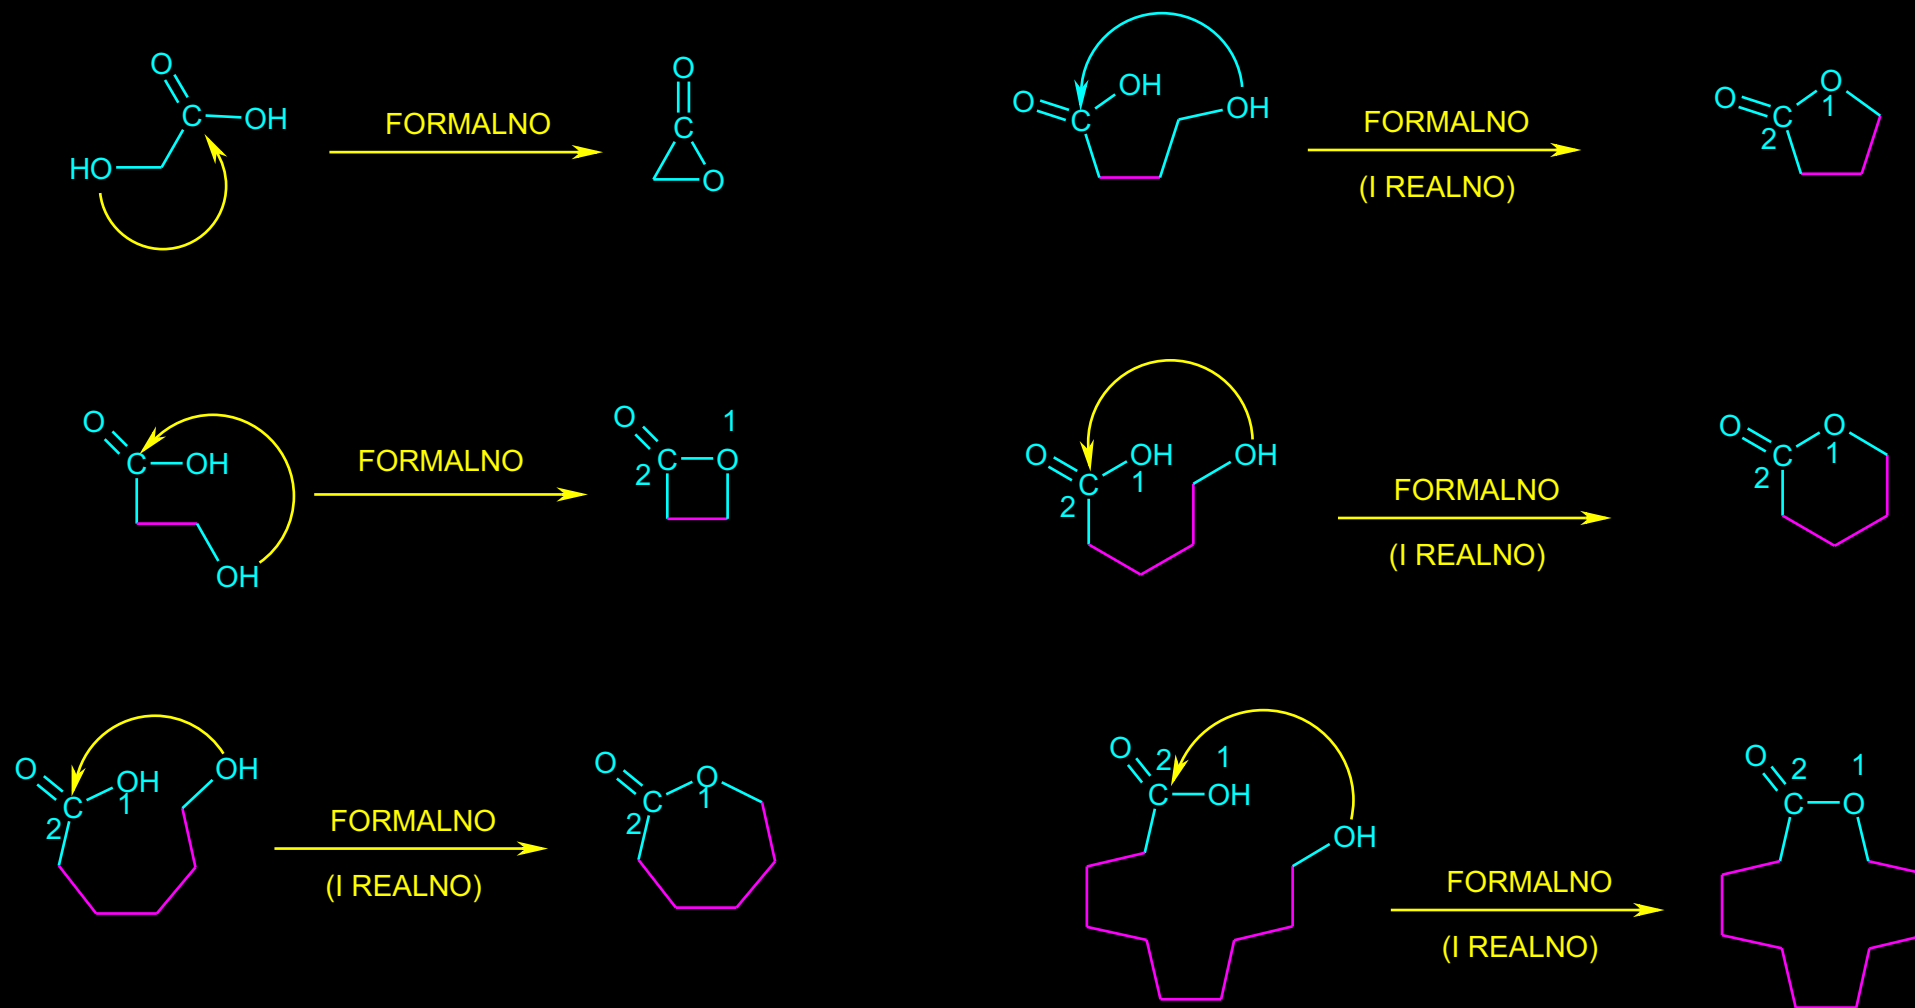 O
C OH
HO
FORMALNO
O
C
O
O C OH
OH
FORMALNO
(I REALNO)
O C O
1
2
O
C OH
OH
FORMALNO
O 1
2 C O
O C OH
1
2
OH
FORMALNO
(I REALNO)
O C O
1
2
O C OH
1
2
OH
FORMALNO
(I REALNO)
O C O
1
2
O 2 1
C OH
OH
FORMALNO
(I REALNO)
O 2 1
C O